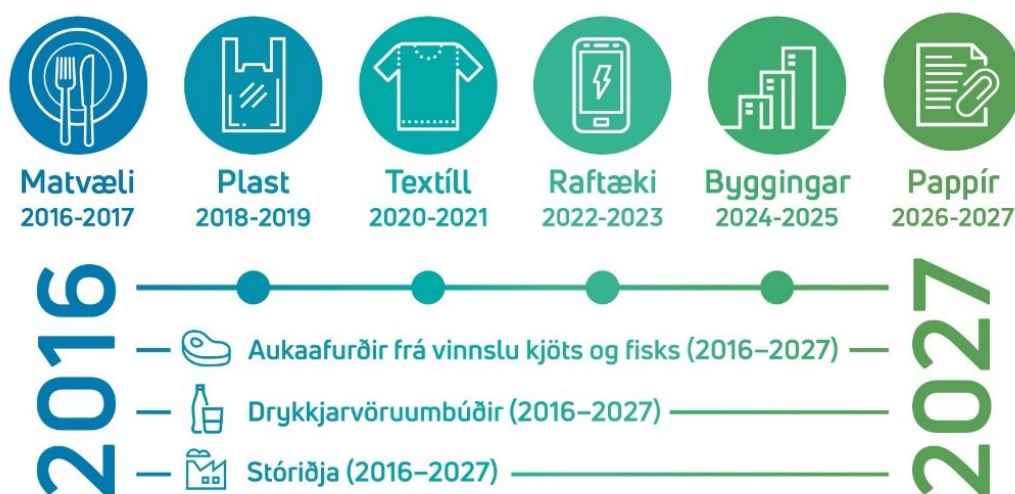 Matvæli
2016-2017
Plast
2018-2019
Textíll
2020-2021
Raftæki
2022-2023
Byggingar
2024-2025
Pappír
2026-2027
2016
2027
Aukaafurðir frá vinnslu kjöts og fisks (2016–2027)
Drykkjarvöruumbúðir (2016–2027)
Stóriðja (2016–2027)